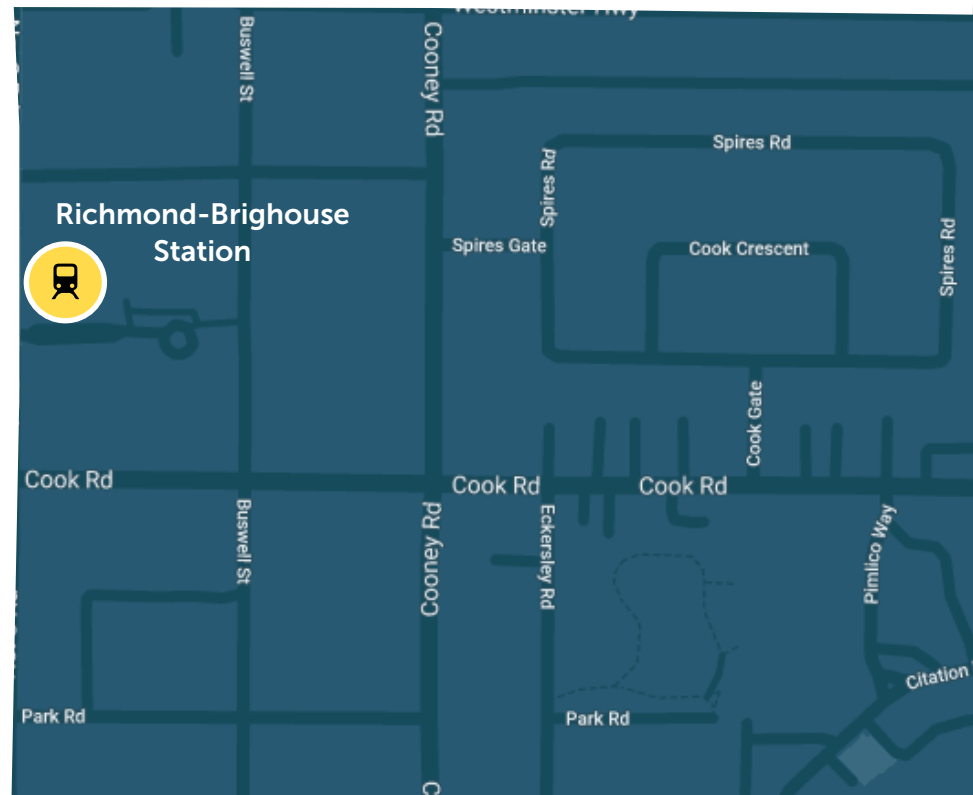 Westminster Hwy
Buswell St
Cooney Rd
Spires Rd
Spires Rd
Richmond-Brighouse
Station
Spires Gate
Cook Crescent
Spires Rd
Cook Gate
Cook Rd
Cook Rd
Cook Rd
Buswell St
Cooney Rd
Eckersley Rd
Pimlico Way
Citation
Park Rd
Park Rd
C